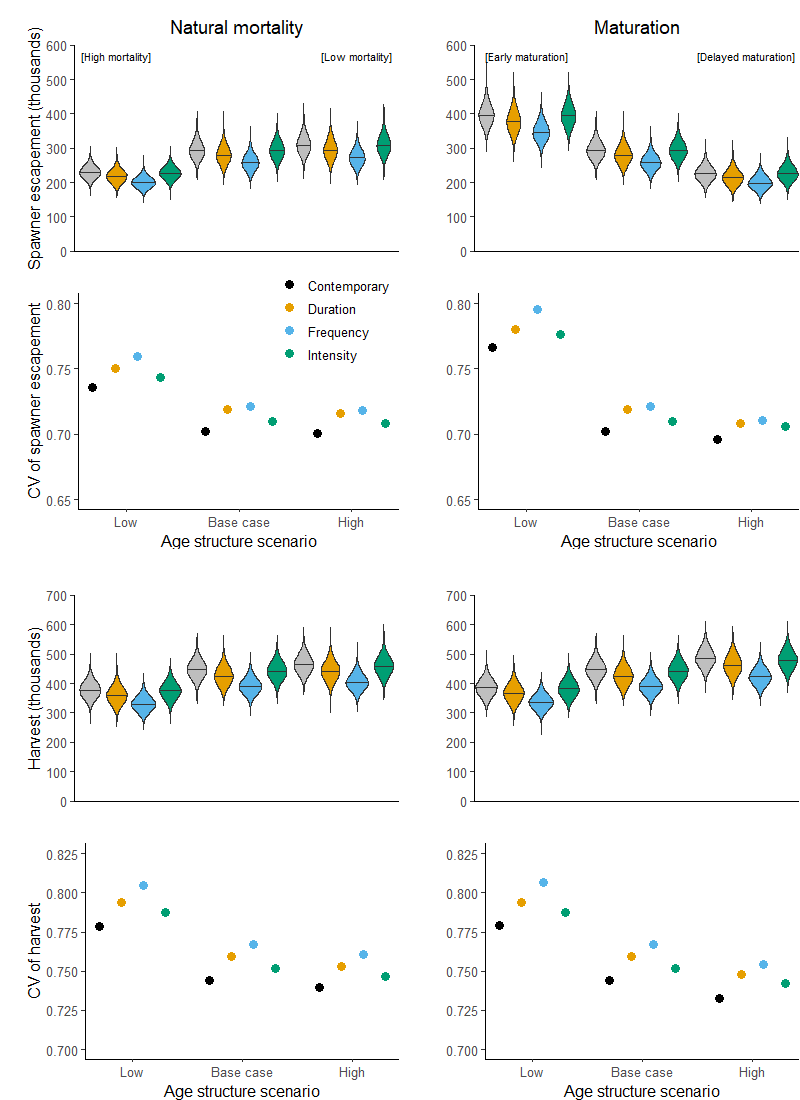 Natural mortality
Maturation
Spawner escapement (thousands)
600
500
400
300
200
100
0
[High mortality]
[Low mortality]
600
500
400
300
200
100
0
[Early maturation]
[Delayed maturation]
CV of spawner escapement
0.80
0.75
0.70
0.65
Contemporary
Duration
Frequency
Intensity
Low
Base case
High
Age structure scenario
0.80
0.75
0.70
0.65
Low
Base case
High
Age structure scenario
Harvest (thousands)
700
600
500
400
300
200
100
0
700
600
500
400
300
200
100
0
CV of harvest
0.825
0.800
0.775
0.750
0.725
0.700
Low
Base case
High
Age structure scenario
0.825
0.800
0.775
0.750
0.725
0.700
Low
Base case
High
Age structure scenario